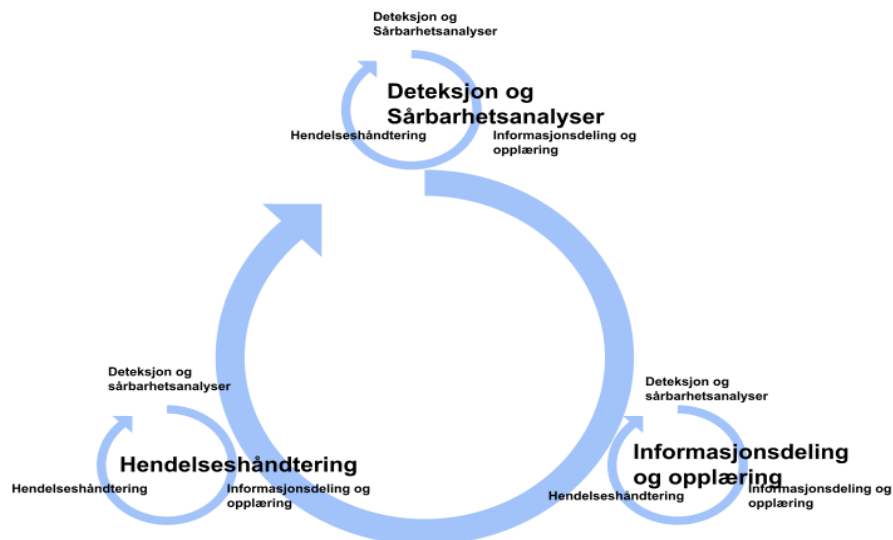 Deteksjon og
Sårbarhetsanalyser
Deteksjon og
Sårbarhetsanalyser
Hendelseshåndtering
Informasjonsdeling og
opplæring
Deteksjon og
sårbarhetsanalyser
Hendelseshåndtering
Hendelseshåndtering
Informasjonsdeling og
opplæring
Deteksjon og
sårbarhetsanalyser
Informasjonsdeling
og opplæring
Hendelseshåndtering
Informasjonsdeling og
opplæring